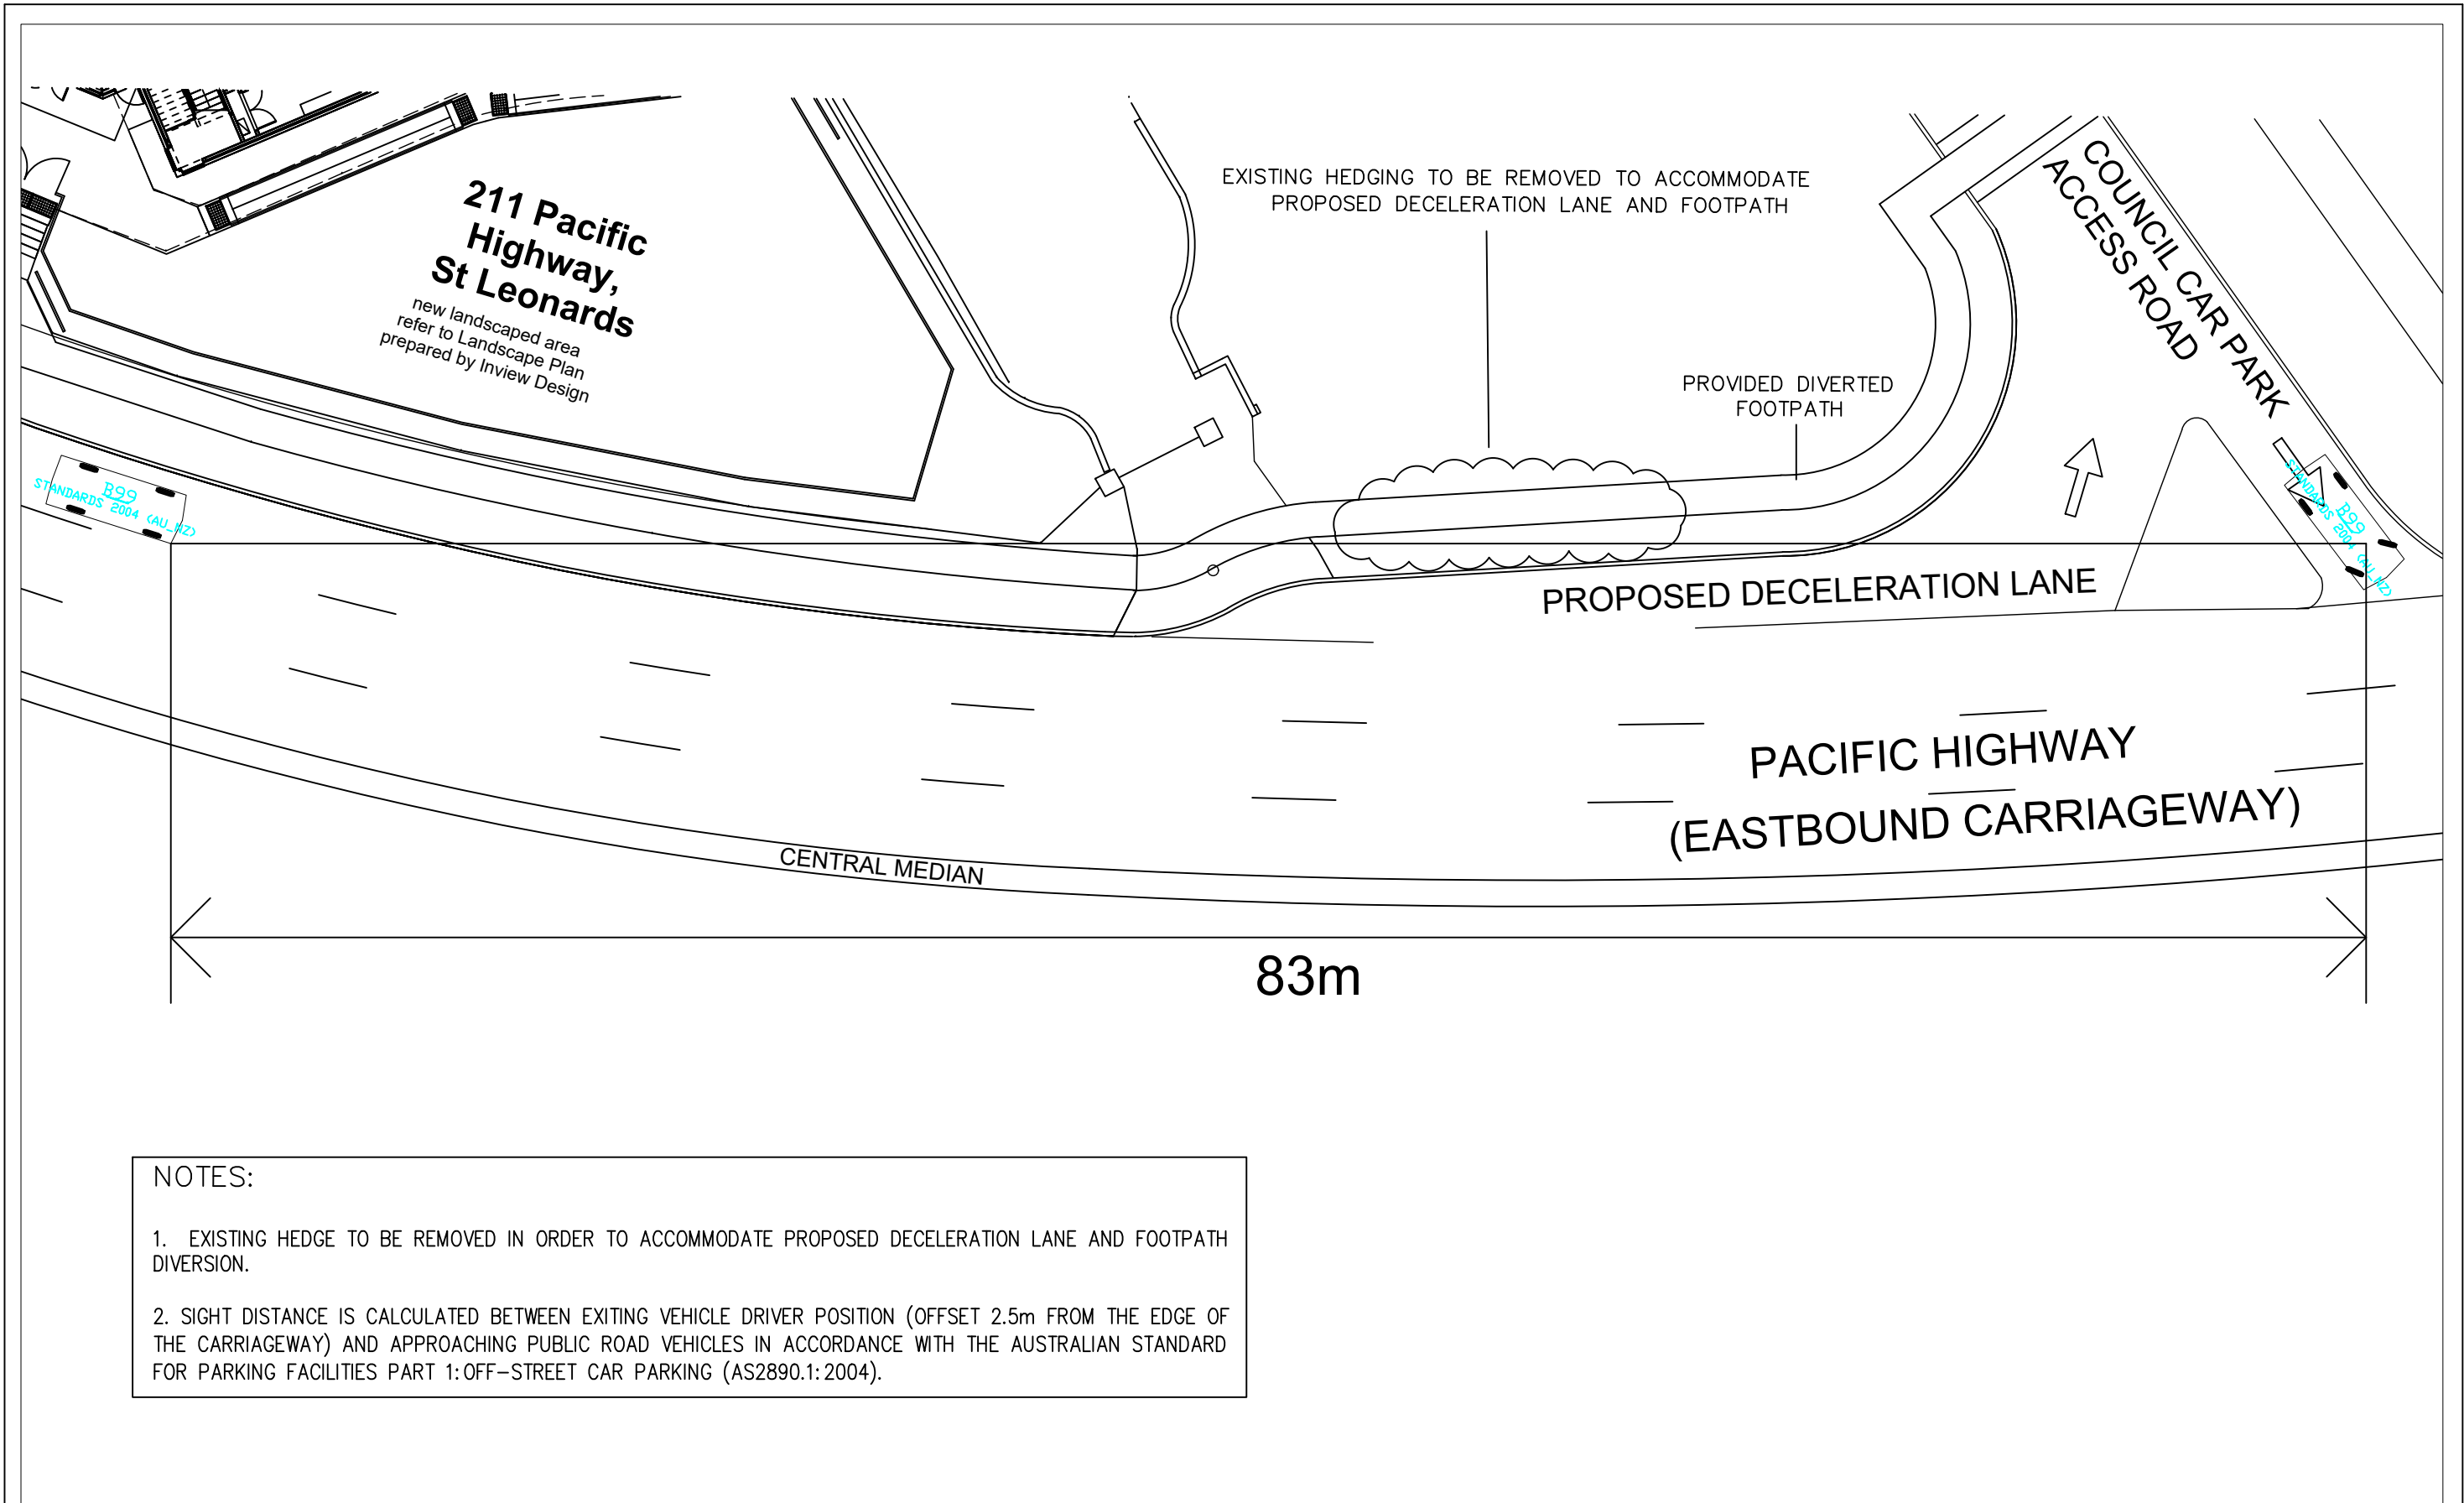 211 Pacific
Highway,
St Leonards
new landscaped area
refer to Landscape Plan
prepared by Inview Design
EXISTING HEDGING TO BE REMOVED TO ACCOMMODATE
PROPOSED DECELERATION LANE AND FOOTPATH
PROVIDED DIVERTED
FOOTPATH
COUNCIL CAR PARK
ACCESS ROAD
B99
STANDARDS 2004 (AU_NZ)
B99
STANDARDS 2004 (AU_NZ)
PROPOSED DECELERATION LANE
PACIFIC HIGHWAY
(EASTBOUND CARRIAGEWAY)
CENTRAL MEDIAN
83m
NOTES:
1. EXISTING HEDGE TO BE REMOVED IN ORDER TO ACCOMMODATE PROPOSED DECELERATION LANE AND FOOTPATH
DIVERSION.
2. SIGHT DISTANCE IS CALCULATED BETWEEN EXITING VEHICLE DRIVER POSITION (OFFSET 2.5m FROM THE EDGE OF
THE CARRIAGEWAY) AND APPROACHING PUBLIC ROAD VEHICLES IN ACCORDANCE WITH THE AUSTRALIAN STANDARD
FOR PARKING FACILITIES PART 1:OFF-STREET CAR PARKING (AS2890.1:2004).